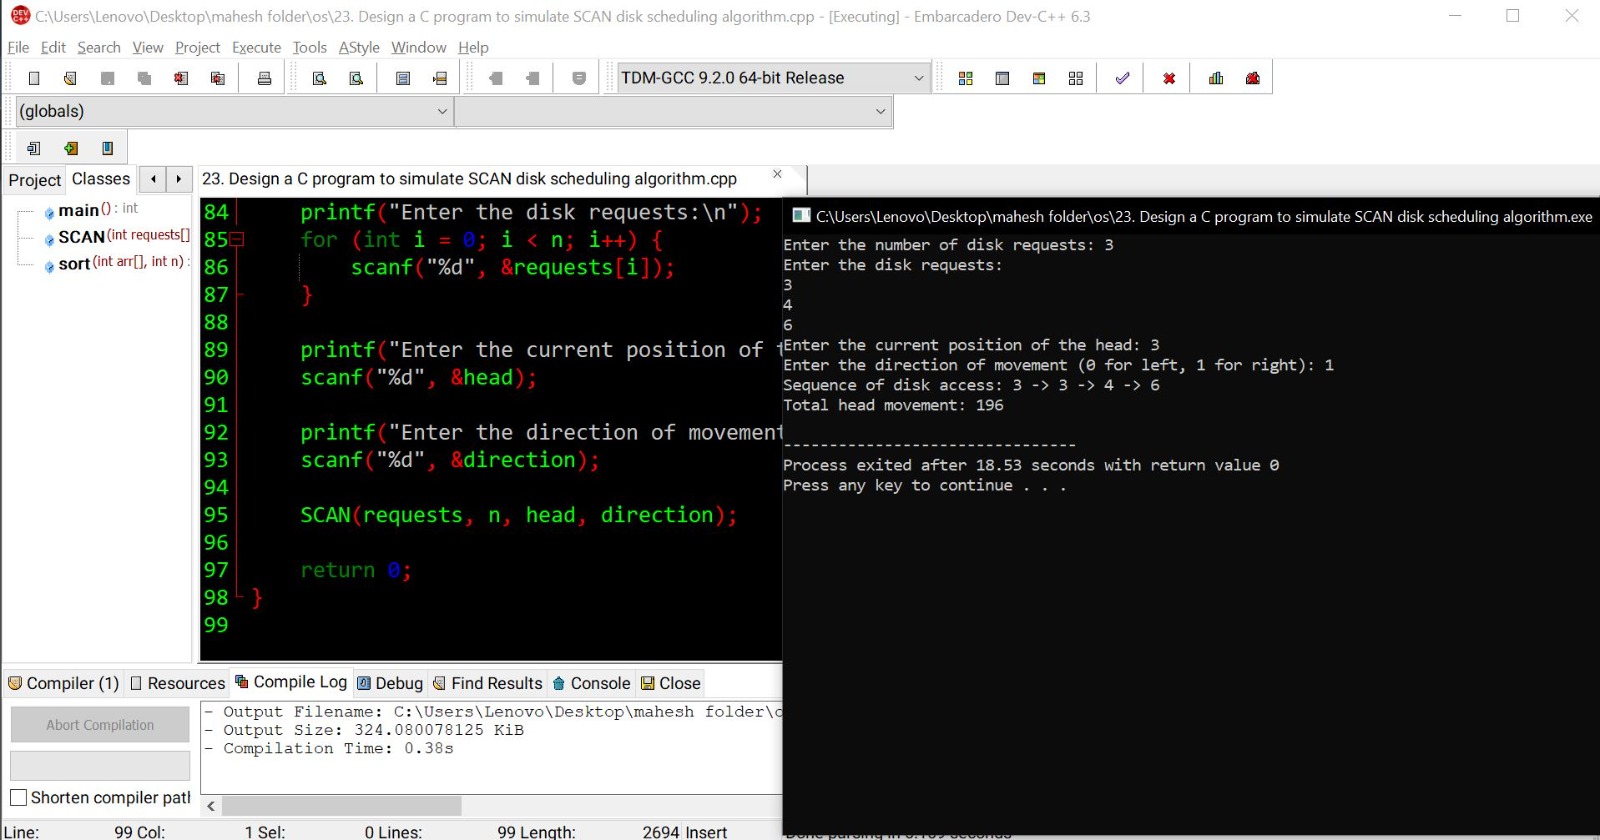 C:\Users\Lenovo\Desktop\mahesh folder\os\23. Design a C program to simulate SCAN disk scheduling algorithm.cpp - [Executing] - Embarcadero Dev-C++ 6.3
File Edit Search View Project Execute Tools AStyle Window Help
TDM-GCC 9.2.0 64-bit Release
(globals)
Project Classes
23. Design a C program to simulate SCAN disk scheduling algorithm.cpp
main() : int
SCAN(int requests[]
sort(int arr[], int n) :
84 printf("Enter the disk requests:\n");
85 for (int i = 0; i < n; i++) {
86 scanf("%d", &requests[i]);
87 }
88
89 printf("Enter the current position of
90 scanf("%d", &head);
91
92 printf("Enter the direction of movement
93 scanf("%d", &direction);
94
95 SCAN(requests, n, head, direction);
96
97 return 0;
98 }
99
C:\Users\Lenovo\Desktop\mahesh folder\os\23. Design a C program to simulate SCAN disk scheduling algorithm.exe
Enter the number of disk requests: 3
Enter the disk requests:
3
4
6
Enter the current position of the head: 3
Enter the direction of movement (0 for left, 1 for right): 1
Sequence of disk access: 3 -> 3 -> 4 -> 6
Total head movement: 196
--------------------------------
Process exited after 18.53 seconds with return value 0
Press any key to continue . . .
Compiler (1) Resources Compile Log Debug Find Results Console Close
Abort Compilation
- Output Filename: C:\Users\Lenovo\Desktop\mahesh folder\o
- Output Size: 324.080078125 KiB
- Compilation Time: 0.38s
Shorten compiler path
Line: 99 Col: 1 Sel: 0 Lines: 99 Length: 2694 Insert